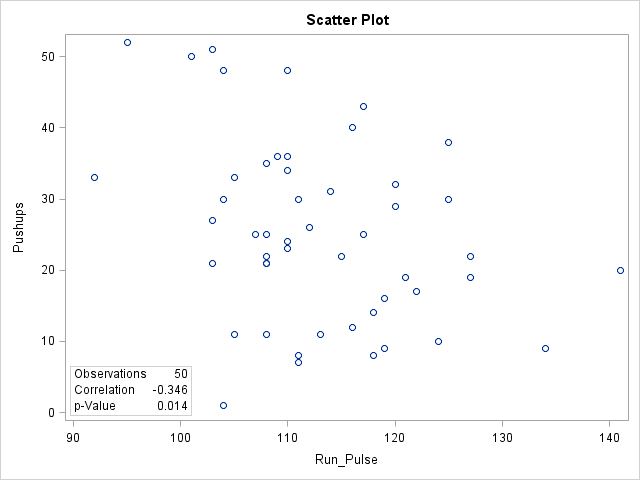 Scatter Plot
50
40
30
20
10
0
Pushups
Observations 50
Correlation -0.346
p-Value 0.014
90 100 110 120 130 140
Run_Pulse